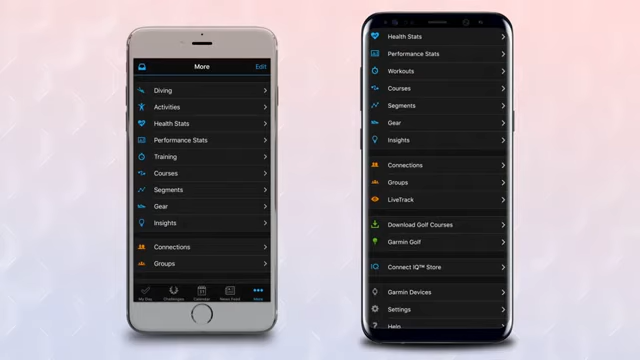 More
Edit
Diving
Activities
Health Stats
Performance Stats
Training
Courses
Segments
Gear
Insights
Connections
Groups
My Day
Challenges
Calendar
News Feed
More
Health Stats
Performance Stats
Workouts
Courses
Segments
Gear
Insights
Connections
Groups
LiveTrack
Download Golf Courses
Garmin Golf
Connect IQ™ Store
Garmin Devices
Settings
Help